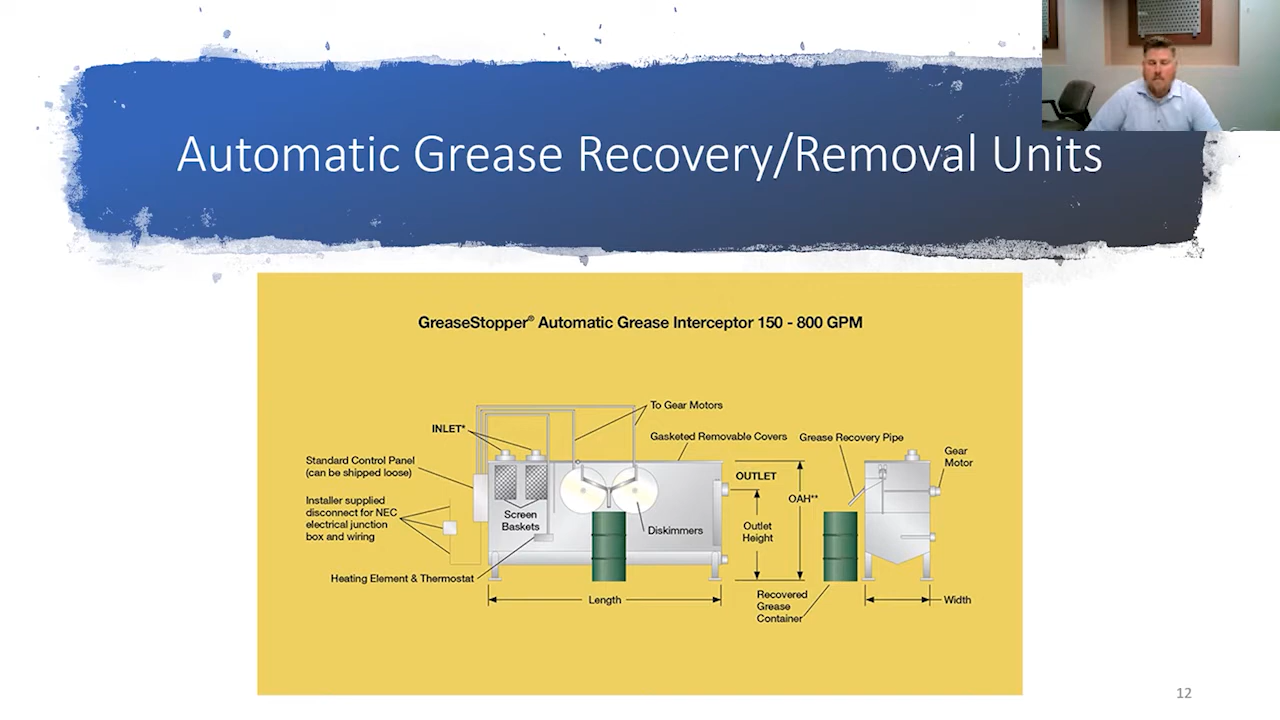 Automatic Grease Recovery/Removal Units
GreaseStopper® Automatic Grease Interceptor 150 - 800 GPM
To Gear Motors
INLET*
Gasketed Removable Covers
Grease Recovery Pipe
Gear
Motor
Standard Control Panel
(can be shipped loose)
OUTLET
OAH**
Installer supplied
disconnect for NEC
electrical junction
box and wiring
Screen
Baskets
Diskimmers
Outlet
Height
Heating Element & Thermostat
Recovered
Grease
Container
Length
Width
12